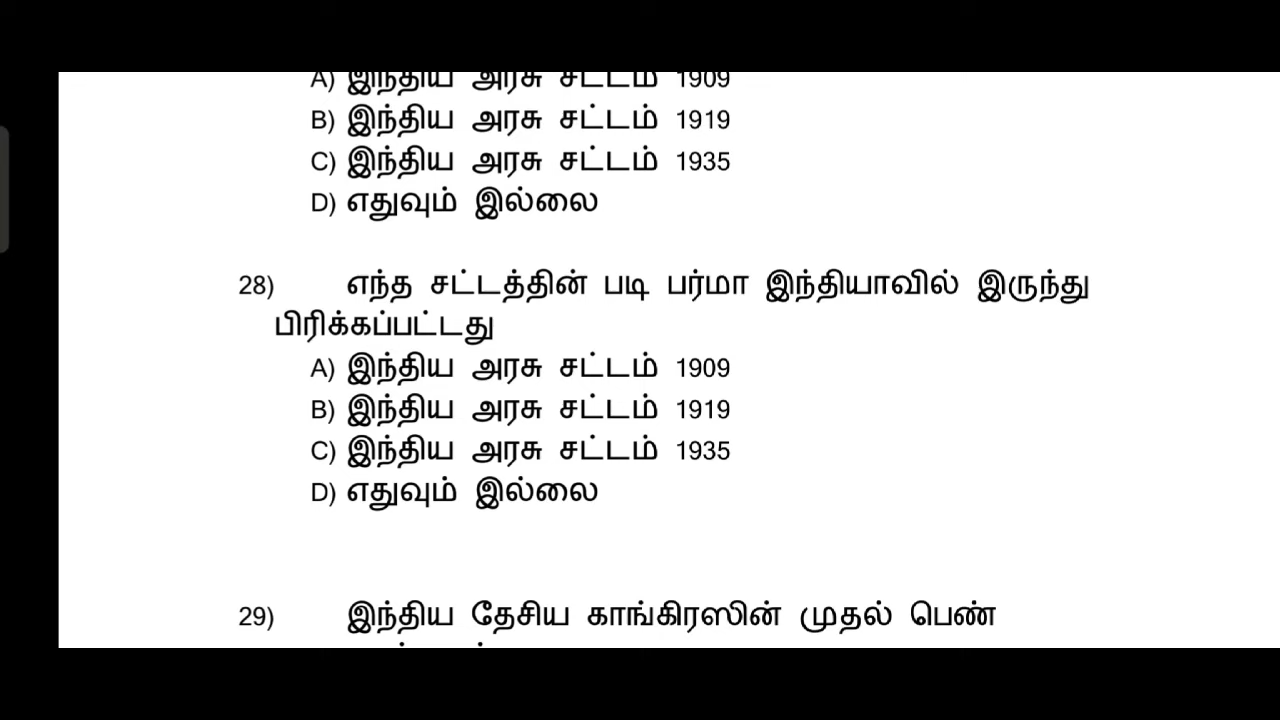 A) இந்திய அரசு சட்டம் 1909
B) இந்திய அரசு சட்டம் 1919
C) இந்திய அரசு சட்டம் 1935
D) எதுவும் இல்லை
28) எந்த சட்டத்தின் படி பர்மா இந்தியாவில் இருந்து
பிரிக்கப்பட்டது
A) இந்திய அரசு சட்டம் 1909
B) இந்திய அரசு சட்டம் 1919
C) இந்திய அரசு சட்டம் 1935
D) எதுவும் இல்லை
29) இந்திய தேசிய காங்கிரஸின் முதல் பெண்